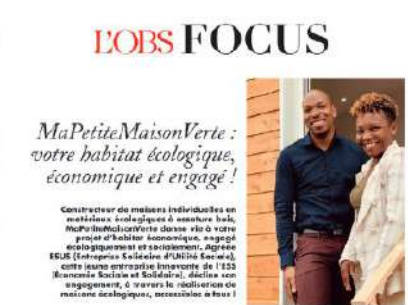 L'OBS FOCUS
MaPetiteMaisonVerte :
votre habitat écologique,
économique et engagé !
Constructeur de maisons individuelles en
matériaux écologiques à ossature bois,
MaPetiteMaisonVerte donne vie à votre
projet d'habitat économique, engagé
écologiquement et socialement. Agréée
ESUS (Entreprise Solidaire d'Utilité Sociale),
cette jeune entreprise innovante de l'ESS
(Economie Sociale et Solidaire), décline son
engagement, à travers la réalisation de
maisons écologiques, accessibles à tous !